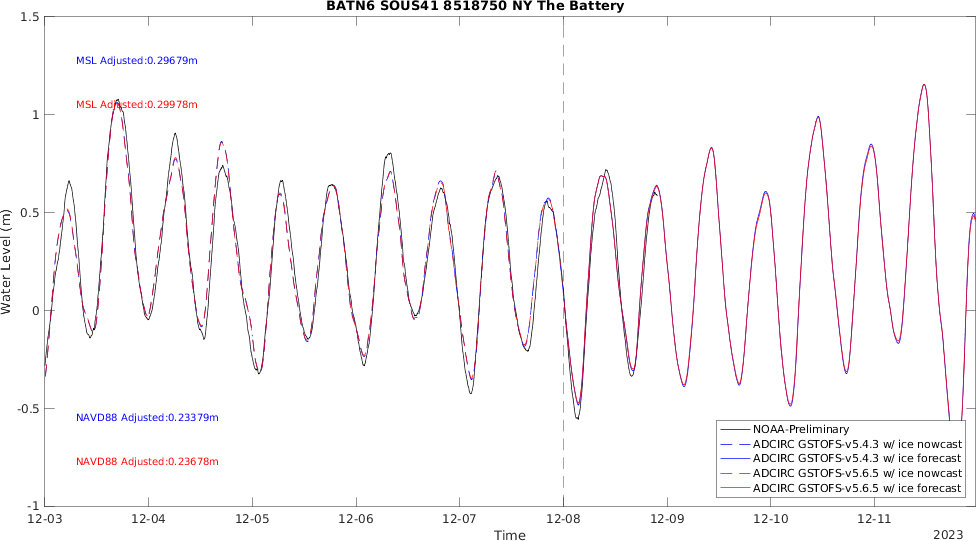 BATN6 SOUS41 8518750 NY The Battery
1.5
MSL Adjusted:0.29679m
MSL Adjusted:0.29978m
1
0.5
Water Level (m)
0
-0.5
NAVD88 Adjusted:0.23379m
NAVD88 Adjusted:0.23678m
NOAA-Preliminary
ADCIRC GSTOFS-v5.4.3 w/ ice nowcast
ADCIRC GSTOFS-v5.4.3 w/ ice forecast
ADCIRC GSTOFS-v5.6.5 w/ ice nowcast
ADCIRC GSTOFS-v5.6.5 w/ ice forecast
-1
12-03 12-04 12-05 12-06 12-07 12-08 12-09 12-10 12-11
Time
2023